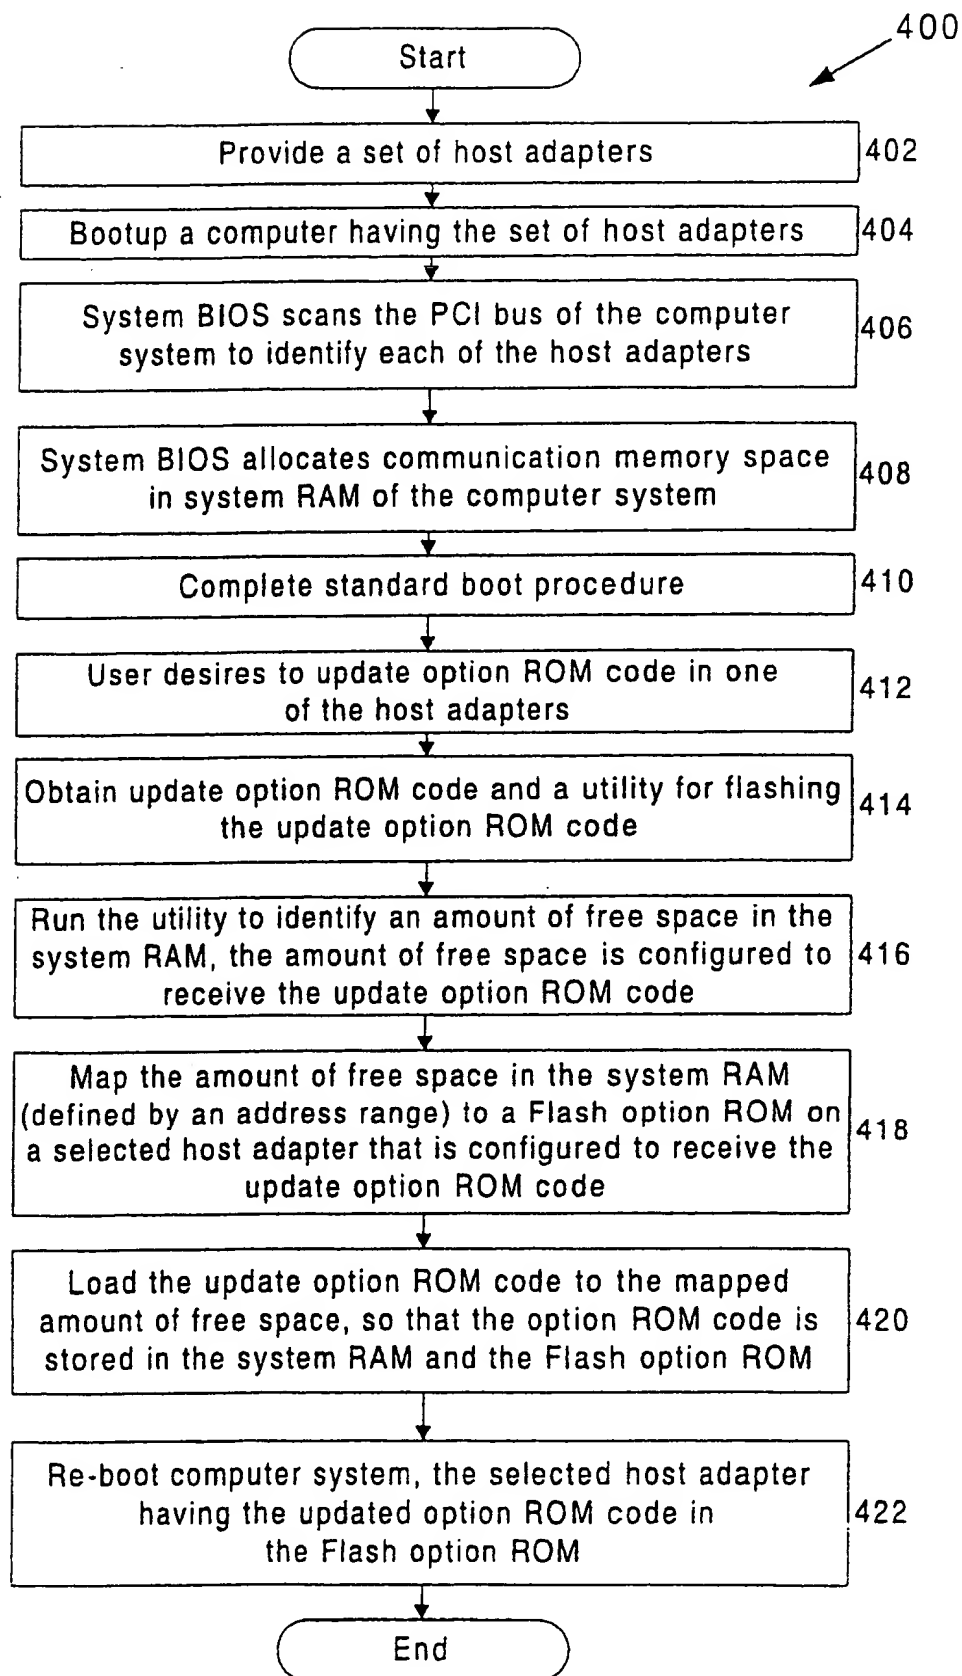 400
Start
Provide a set of host adapters
402
Bootup a computer having the set of host adapters
404
System BIOS scans the PCI bus of the computer
system to identify each of the host adapters
406
System BIOS allocates communication memory space
in system RAM of the computer system
408
Complete standard boot procedure
410
User desires to update option ROM code in one
of the host adapters
412
Obtain update option ROM code and a utility for flashing
the update option ROM code
414
Run the utility to identify an amount of free space in the
system RAM, the amount of free space is configured to
receive the update option ROM code
416
Map the amount of free space in the system RAM
(defined by an address range) to a Flash option ROM on
a selected host adapter that is configured to receive the
update option ROM code
418
Load the update option ROM code to the mapped
amount of free space, so that the option ROM code is
stored in the system RAM and the Flash option ROM
420
Re-boot computer system, the selected host adapter
having the updated option ROM code in
the Flash option ROM
422
End